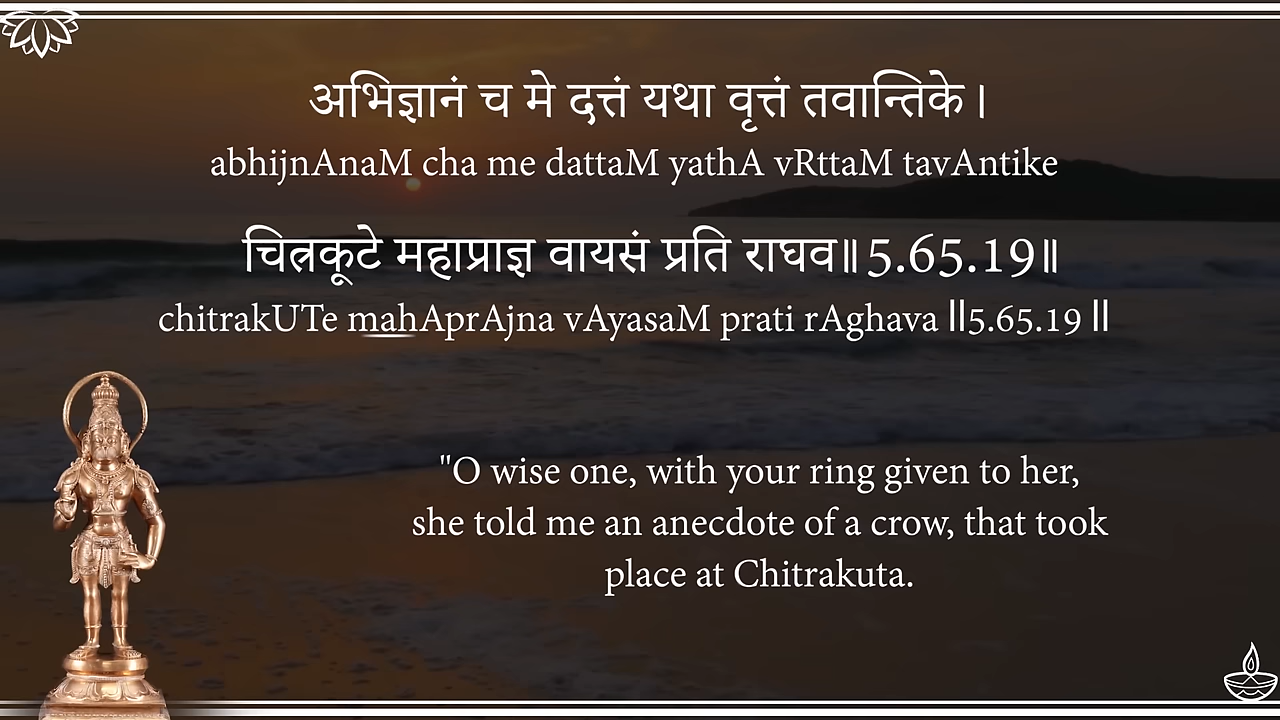 अभिज्ञानं च मे दत्तं यथा वृत्तं तवान्तिके।
abhijnAnaM cha me dattaM yathA vRttaM tavAntike
चित्रकूटे महाप्राज्ञ वायसं प्रति राघव॥5.65.19॥
chitrakUTe mahAprAjna vAyasaM prati rAghava ||5.65.19 ||
"O wise one, with your ring given to her,
she told me an anecdote of a crow, that took
place at Chitrakuta.